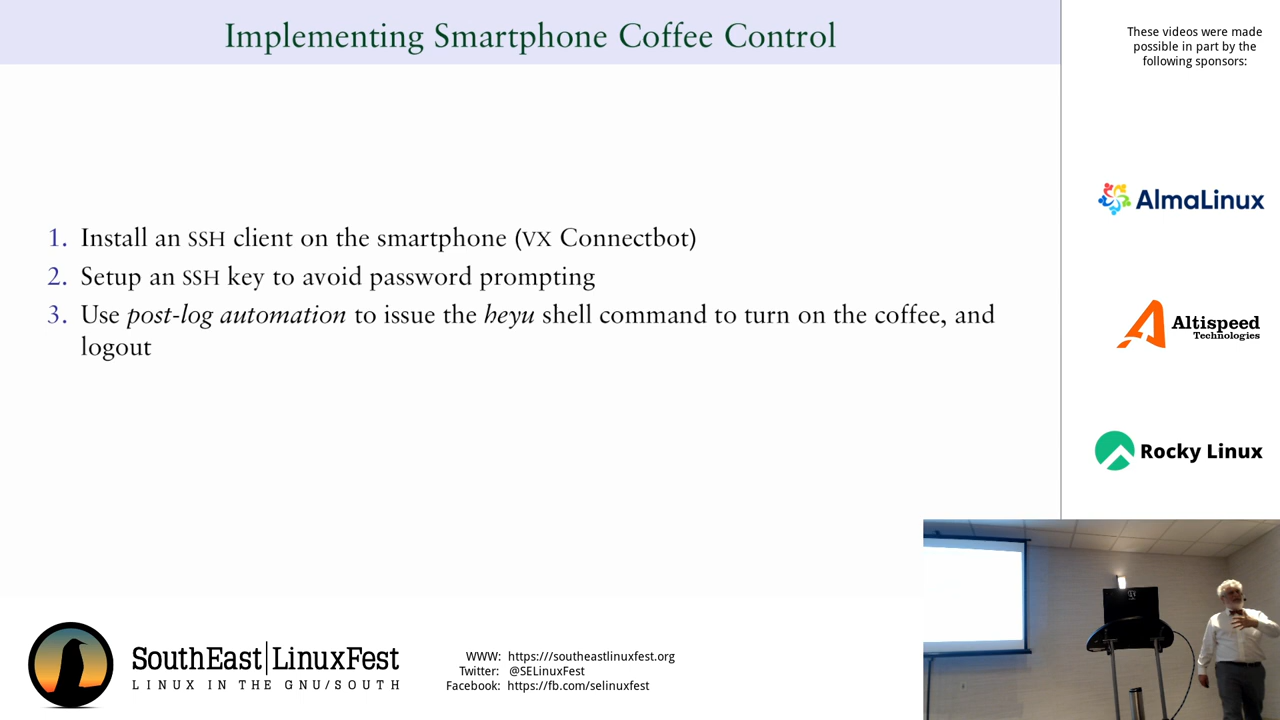 Implementing Smartphone Coffee Control
1. Install an SSH client on the smartphone (VX Connectbot)
2. Setup an SSH key to avoid password prompting
3. Use post-log automation to issue the heyu shell command to turn on the coffee, and
logout
These videos were made
possible in part by the
following sponsors:
AlmaLinux
Altispeed
Technologies
Rocky Linux
SouthEast|LinuxFest
LINUX IN THE GNU/SOUTH
WWW: https:///southeastlinuxfest.org
Twitter: @SELinuxFest
Facebook: https://fb.com/selinuxfest